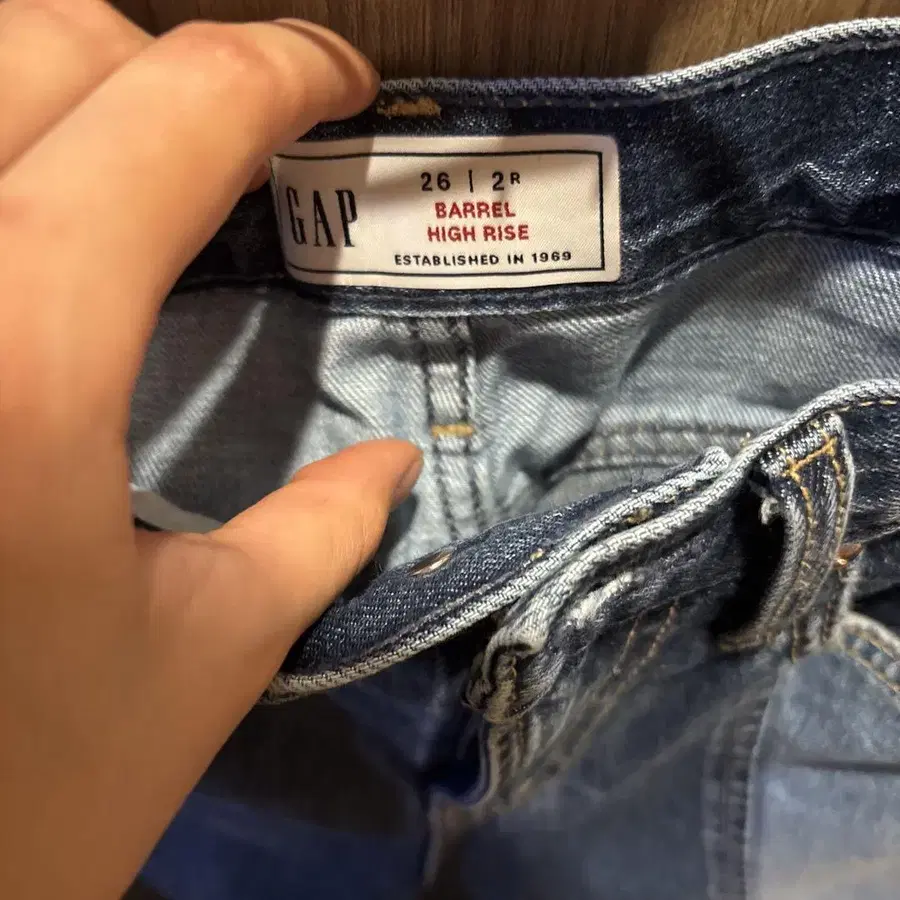 GAP
26 | 2R
BARREL
HIGH RISE
ESTABLISHED IN 1969